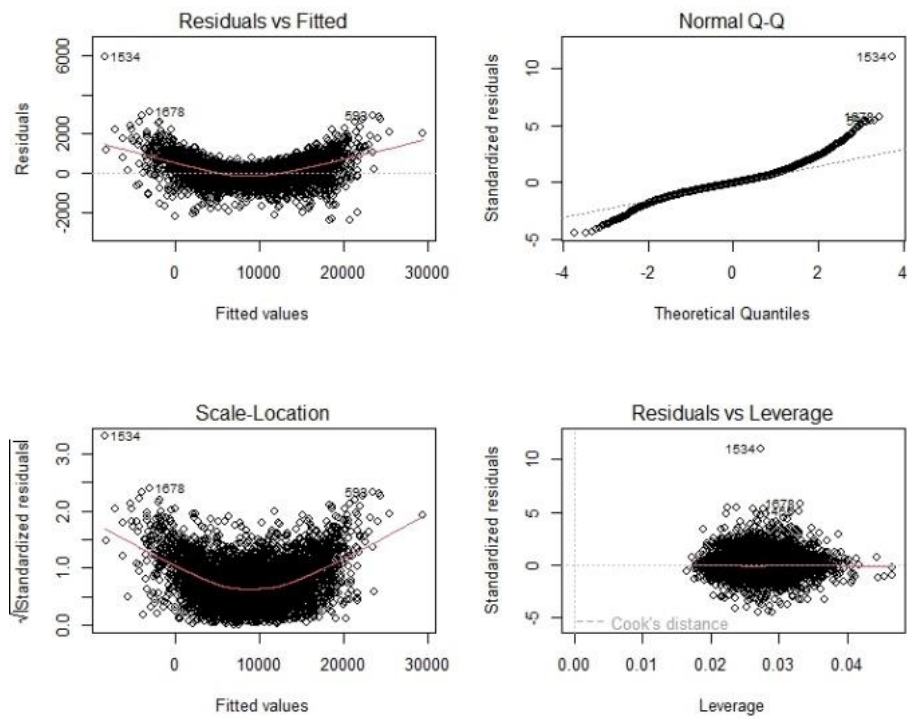 Residuals vs Fitted
Residuals
-2000 0 2000 6000
1534
1678
593
0 10000 20000 30000
Fitted values
Normal Q-Q
Standardized residuals
-5 0 5 10
1534
-4 -2 0 2 4
Theoretical Quantiles
Scale-Location
√|Standardized residuals|
0.0 1.0 2.0 3.0
1534
1678
593
0 10000 20000 30000
Fitted values
Residuals vs Leverage
Standardized residuals
-5 0 5 10
1534
Cook's distance
0.00 0.01 0.02 0.03 0.04
Leverage